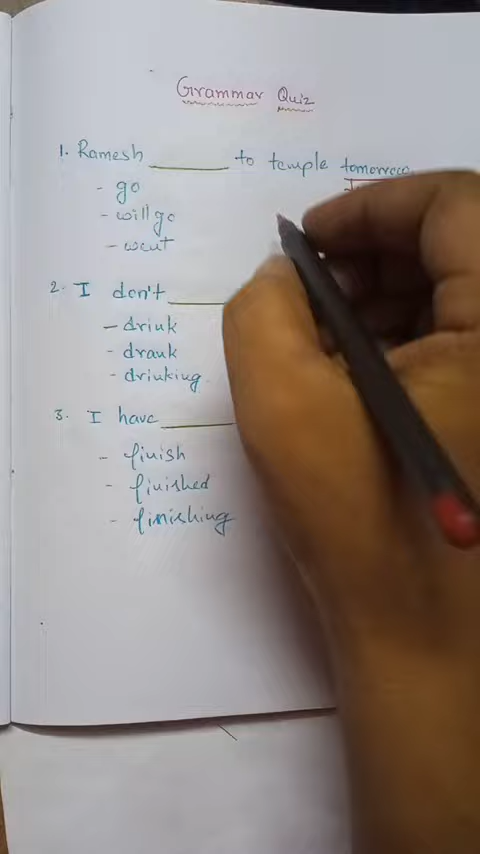 Grammar Quiz
1. Ramesh ______ to temple tomorrow.
- go
- will go
- went
2. I don't ______
- drink
- drank
- drinking.
3. I have ______
- finish
- finished
- finishing